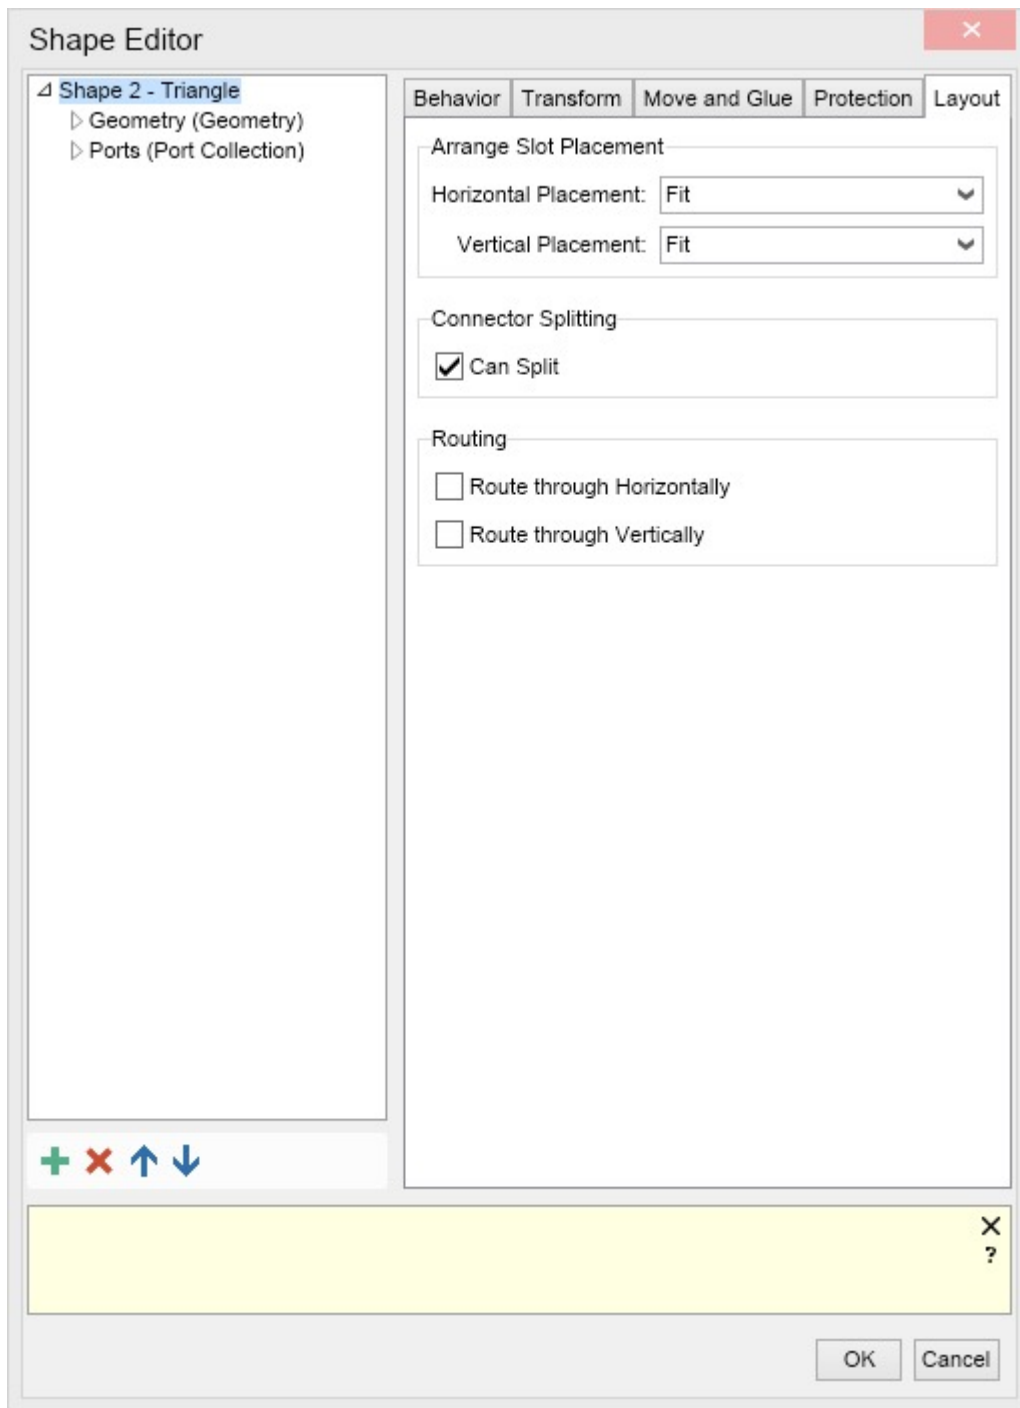 Shape Editor
Shape 2 - Triangle
Geometry (Geometry)
Ports (Port Collection)
Behavior Transform Move and Glue Protection Layout
Arrange Slot Placement
Horizontal Placement: Fit
Vertical Placement: Fit
Connector Splitting
Can Split
Routing
Route through Horizontally
Route through Vertically
?
OK Cancel